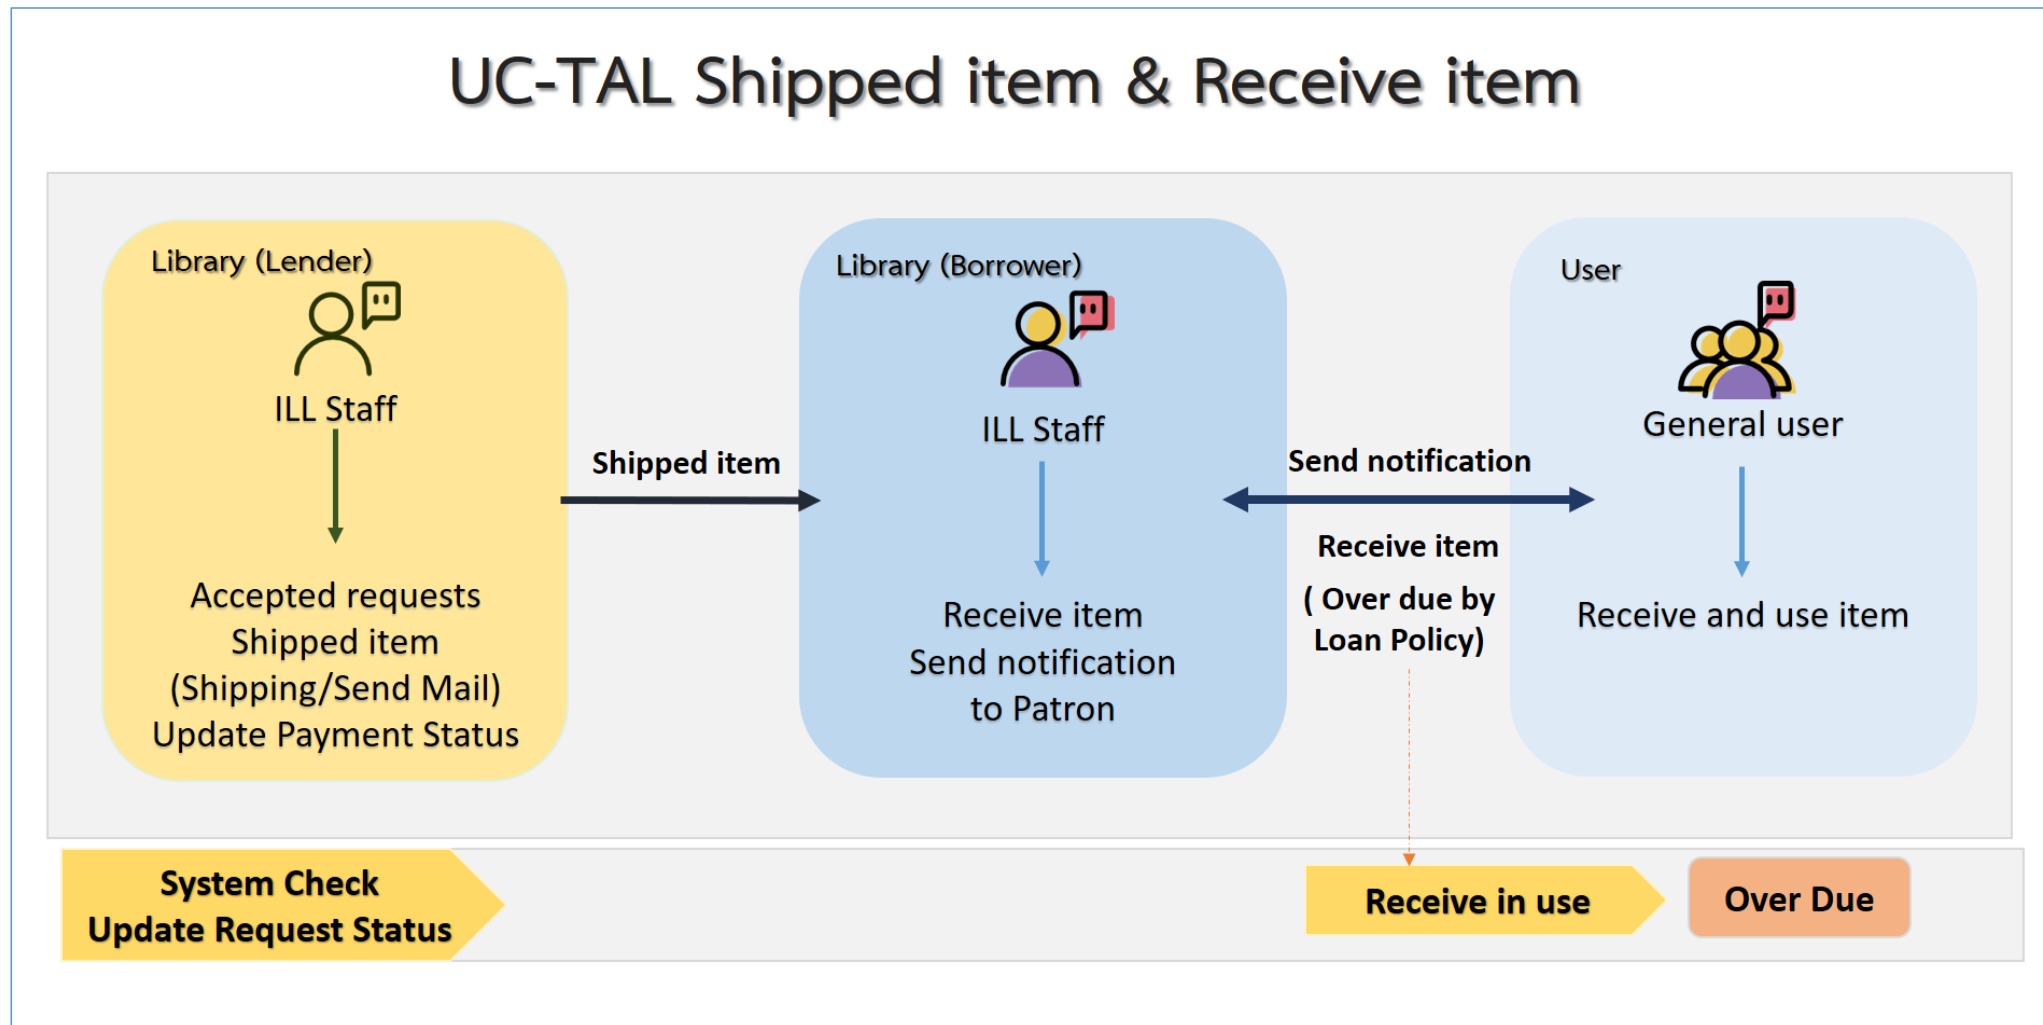 UC-TAL Shipped item & Receive item
Library (Lender)
ILL Staff
Accepted requests
Shipped item
(Shipping/Send Mail)
Update Payment Status
Shipped item
Library (Borrower)
ILL Staff
Receive item
Send notification
to Patron
Send notification
Receive item
( Over due by
Loan Policy)
User
General user
Receive and use item
System Check
Update Request Status
Receive in use
Over Due